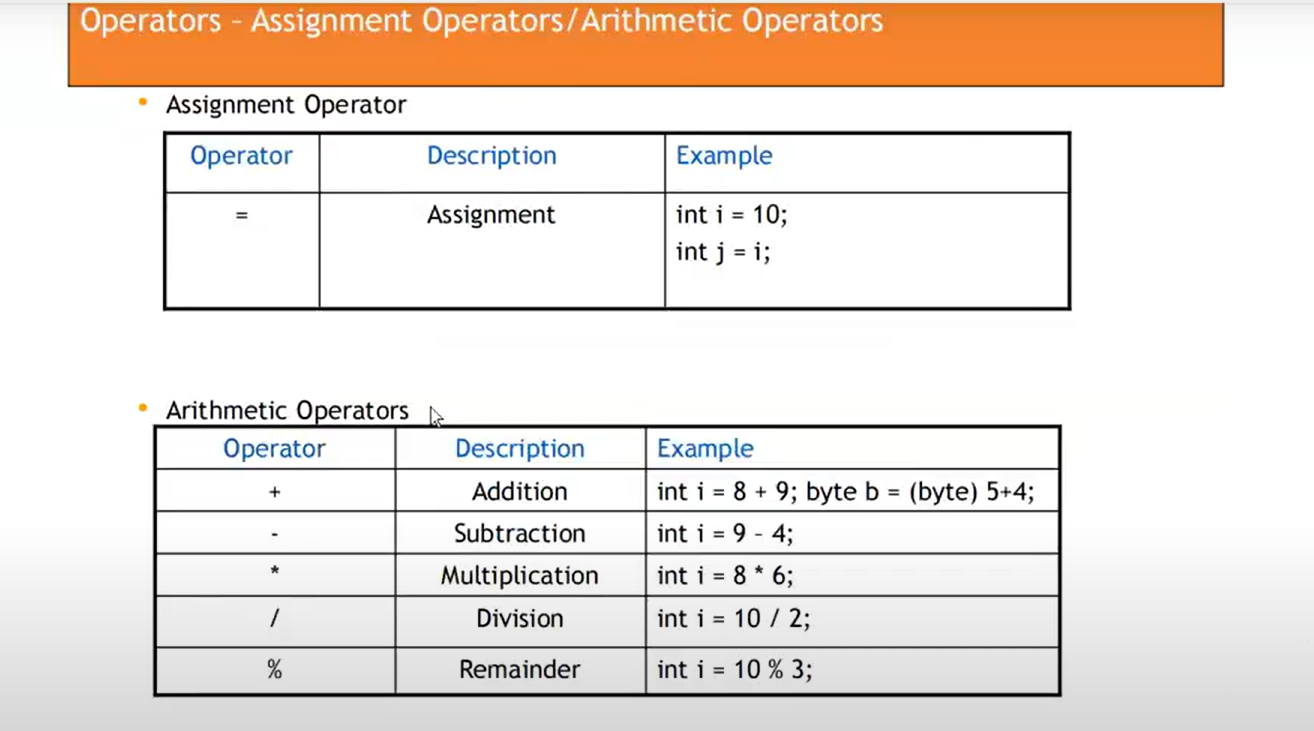 Operators – Assignment Operators/Arithmetic Operators
• Assignment Operator
Operator Description Example
= Assignment int i = 10;
int j = i;
• Arithmetic Operators
Operator Description Example
+ Addition int i = 8 + 9; byte b = (byte) 5+4;
- Subtraction int i = 9 – 4;
* Multiplication int i = 8 * 6;
/ Division int i = 10 / 2;
% Remainder int i = 10 % 3;